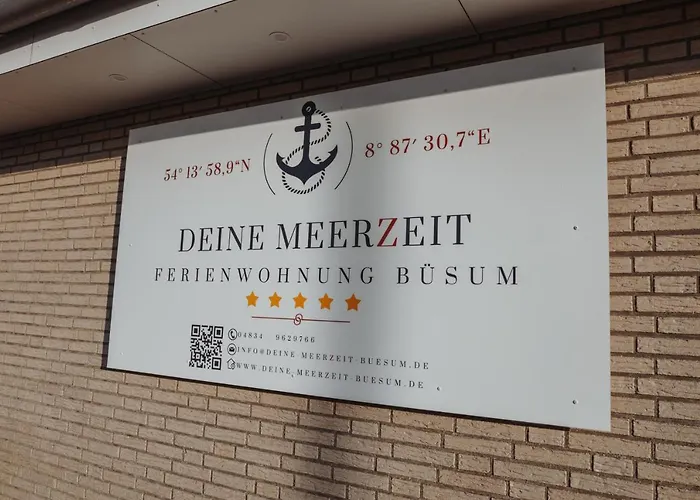 54° 13′ 58,9“N
8° 87′ 30,7“E
DEINE MEERZEIT
FERIENWOHNUNG BÜSUM
04834 9629766
INFO@DEINE-MEERZEIT-BUESUM.DE
WWW.DEINE-MEERZEIT-BUESUM.DE